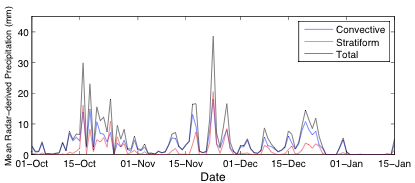 Mean Radar−derived Precipitation (mm)
40
30
20
10
0
Convective
Stratiform
Total
01−Oct 15−Oct 01−Nov 15−Nov 01−Dec 15−Dec 01−Jan 15−Jan
Date